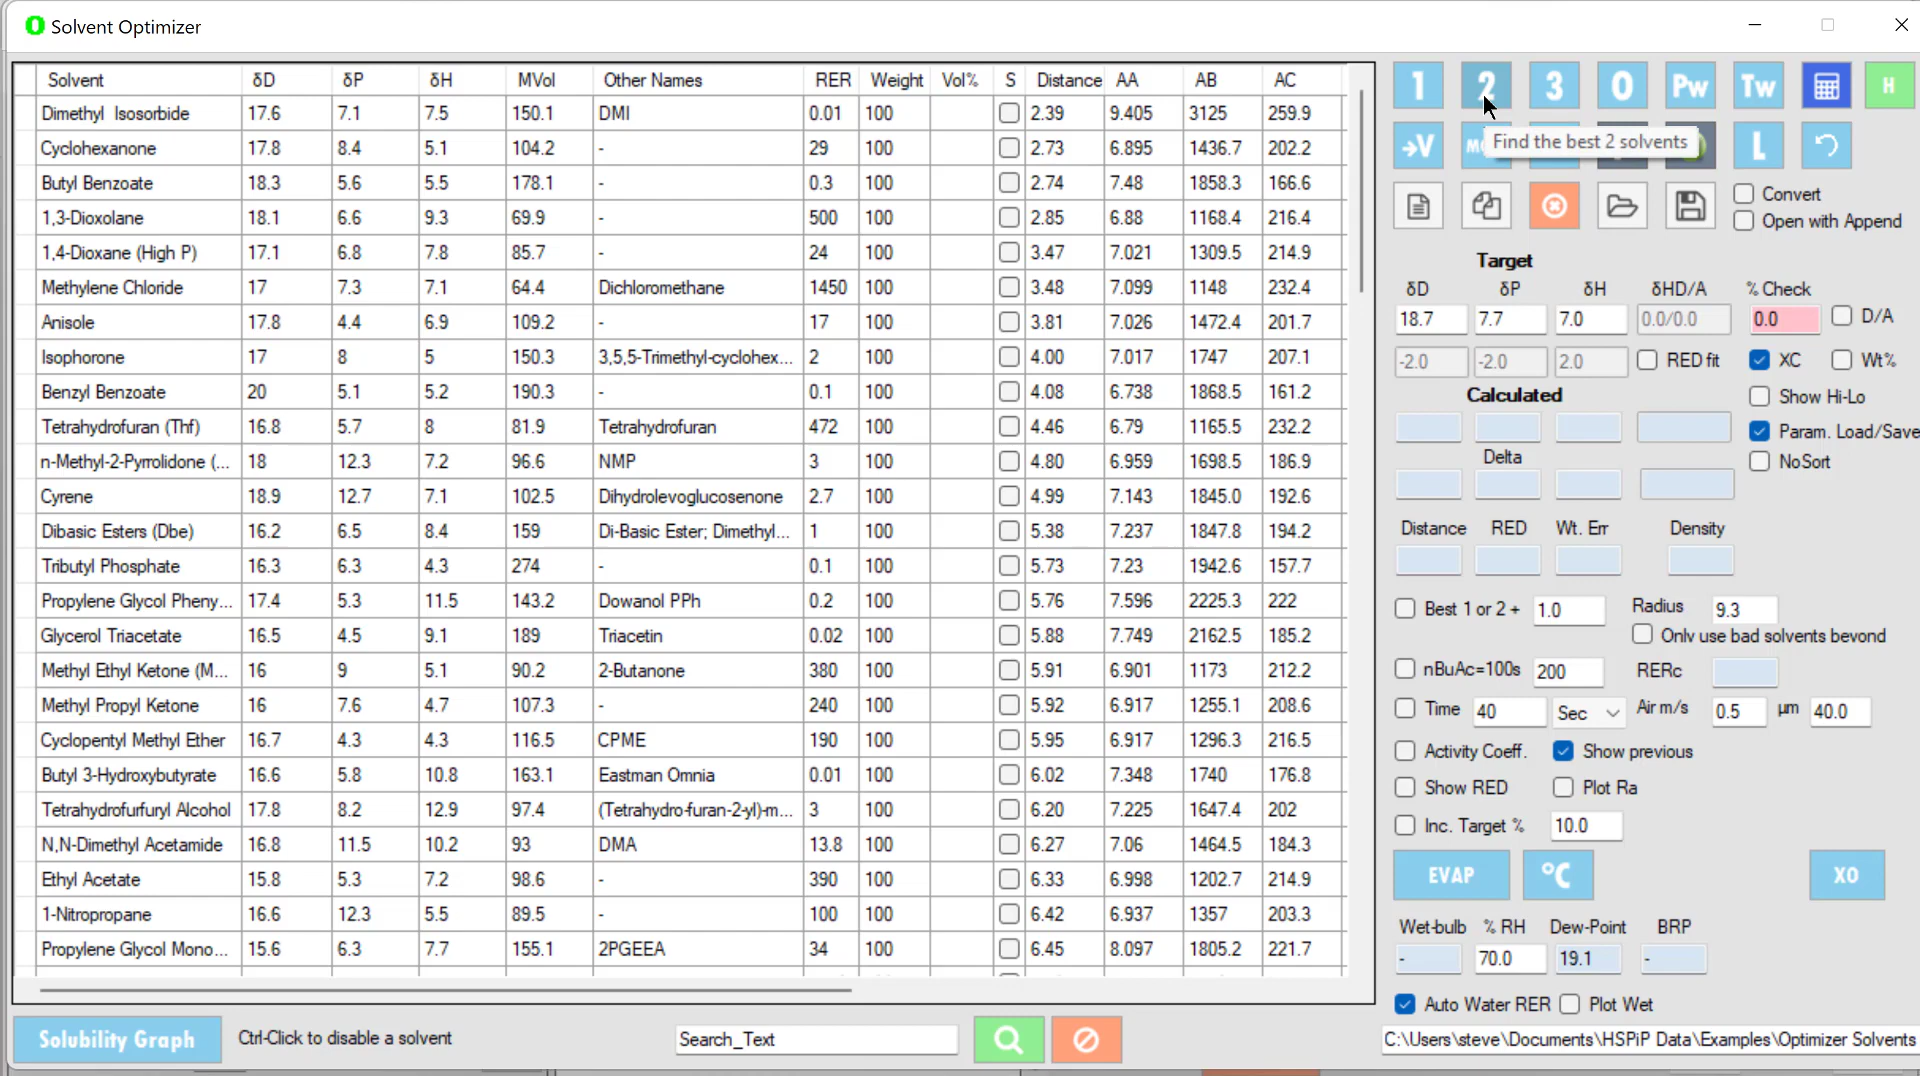 Solvent Optimizer
Solvent δD δP δH MVol Other Names RER Weight Vol% S Distance AA AB AC
Dimethyl Isosorbide 17.6 7.1 7.5 150.1 DMI 0.01 100 2.39 9.405 3125 259.9
Cyclohexanone 17.8 8.4 5.1 104.2 - 29 100 2.73 6.895 1436.7 202.2
Butyl Benzoate 18.3 5.6 5.5 178.1 - 0.3 100 2.74 7.48 1858.3 166.6
1,3-Dioxolane 18.1 6.6 9.3 69.9 - 500 100 2.85 6.88 1168.4 216.4
1,4-Dioxane (High P) 17.1 6.8 7.8 85.7 - 24 100 3.47 7.021 1309.5 214.9
Methylene Chloride 17 7.3 7.1 64.4 Dichloromethane 1450 100 3.48 7.099 1148 232.4
Anisole 17.8 4.4 6.9 109.2 - 17 100 3.81 7.026 1472.4 201.7
Isophorone 17 8 5 150.3 3,5,5-Trimethyl-cyclohex... 2 100 4.00 7.017 1747 207.1
Benzyl Benzoate 20 5.1 5.2 190.3 - 0.1 100 4.08 6.738 1868.5 161.2
Tetrahydrofuran (Thf) 16.8 5.7 8 81.9 Tetrahydrofuran 472 100 4.46 6.79 1165.5 232.2
n-Methyl-2-Pyrrolidone (... 18 12.3 7.2 96.6 NMP 3 100 4.80 6.959 1698.5 186.9
Cyrene 18.9 12.7 7.1 102.5 Dihydrolevoglucosenone 2.7 100 4.99 7.143 1845.0 192.6
Dibasic Esters (Dbe) 16.2 6.5 8.4 159 Di-Basic Ester; Dimethyl... 1 100 5.38 7.237 1847.8 194.2
Tributyl Phosphate 16.3 6.3 4.3 274 - 0.1 100 5.73 7.23 1942.6 157.7
Propylene Glycol Pheny... 17.4 5.3 11.5 143.2 Dowanol PPh 0.2 100 5.76 7.596 2225.3 222
Glycerol Triacetate 16.5 4.5 9.1 189 Triacetin 0.02 100 5.88 7.749 2162.5 185.2
Methyl Ethyl Ketone (M... 16 9 5.1 90.2 2-Butanone 380 100 5.91 6.901 1173 212.2
Methyl Propyl Ketone 16 7.6 4.7 107.3 - 240 100 5.92 6.917 1255.1 208.6
Cyclopentyl Methyl Ether 16.7 4.3 4.3 116.5 CPME 190 100 5.95 6.917 1296.3 216.5
Butyl 3-Hydroxybutyrate 16.6 5.8 10.8 163.1 Eastman Omnia 0.01 100 6.02 7.348 1740 176.8
Tetrahydrofurfuryl Alcohol 17.8 8.2 12.9 97.4 (Tetrahydro-furan-2-yl)-m... 3 100 6.20 7.225 1647.4 202
N,N-Dimethyl Acetamide 16.8 11.5 10.2 93 DMA 13.8 100 6.27 7.06 1464.5 184.3
Ethyl Acetate 15.8 5.3 7.2 98.6 - 390 100 6.33 6.998 1202.7 214.9
1-Nitropropane 16.6 12.3 5.5 89.5 - 100 100 6.42 6.937 1357 203.3
Propylene Glycol Mono... 15.6 6.3 7.7 155.1 2PGEEA 34 100 6.45 8.097 1805.2 221.7
1 2 3 O Pw Tw H
→V Find the best 2 solvents L
Convert
Open with Append
Target
δD δP δH δHD/A % Check
18.7 7.7 7.0 0.0/0.0 0.0 D/A
-2.0 -2.0 2.0 RED fit XC Wt%
Calculated Show Hi-Lo
Param. Load/Save
Delta NoSort
Distance RED Wt. Err Density
Best 1 or 2 + 1.0 Radius 9.3
Only use bad solvents beyond
nBuAc=100s 200 RERc
Time 40 Sec Air m/s 0.5 µm 40.0
Activity Coeff. Show previous
Show RED Plot Ra
Inc. Target % 10.0
EVAP °C XO
Wet-bulb % RH Dew-Point BRP
- 70.0 19.1 -
Auto Water RER Plot Wet
Solubility Graph Ctrl-Click to disable a solvent Search_Text C:\Users\steve\Documents\HSPiP Data\Examples\Optimizer Solvents